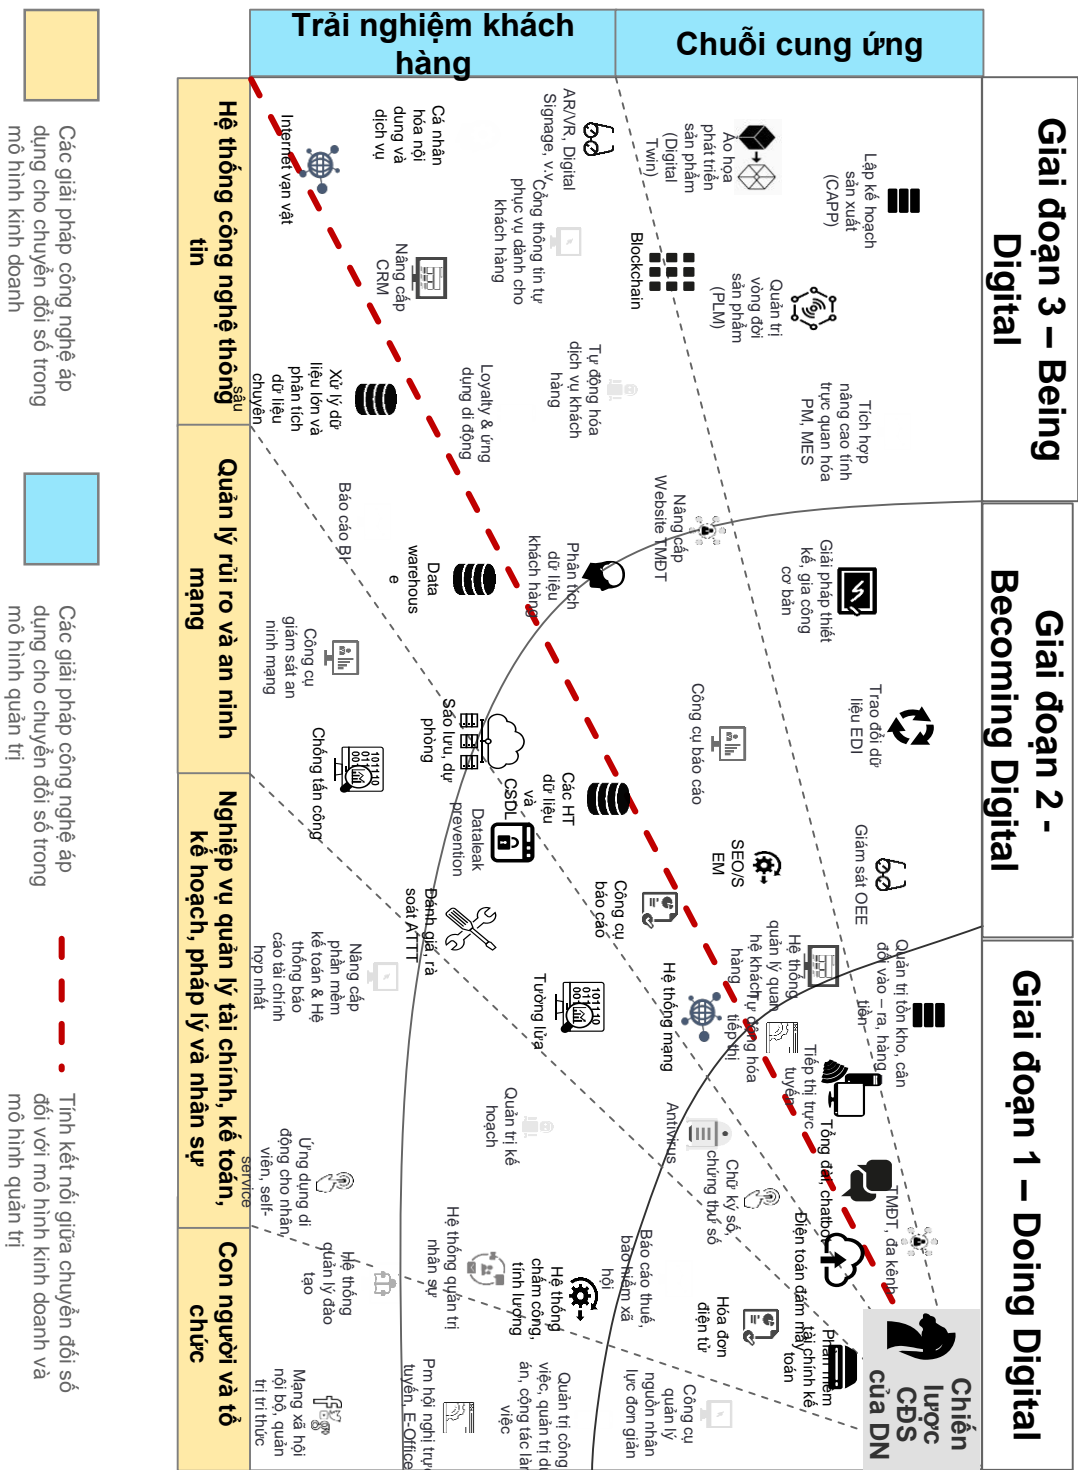 Trải nghiệm khách
hàng
Chuỗi cung ứng
Giai đoạn 3 – Being
Digital
Giai đoạn 2 -
Becoming Digital
Giai đoạn 1 – Doing Digital
Lập kế hoạch
sản xuất
(CAPP)
Ảo họa
phát triển
sản phẩm
(Digital
Twin)
Quản trị
vòng đời
sản phẩm
(PLM)
Blockchain
Tích hợp
nâng cao tính
trực quan hóa
PM, MES
AR/VR, Digital
Signage, v.v.
Cá nhân
hóa nội
dung và
dịch vụ
Cổng thông tin tự
phục vụ dành cho
khách hàng
Nâng cấp
CRM
Tự động hóa
dịch vụ khách
hàng
Loyalty & ứng
dụng di động
Internet vạn vật
Xử lý dữ
liệu lớn và
phân tích
dữ liệu
chuyên
sâu
Giải pháp thiết
kế, gia công
cơ bản
Trao đổi dữ
liệu EDI
Giám sát OEE
Nâng cấp
Website TMĐT
Phân tích
dữ liệu
khách hàng
Công cụ báo cáo
SEO/S
EM
Data
warehous
e
Báo cáo BI
Công cụ
giám sát an
ninh mạng
Sao lưu, dự
phòng
Chống tấn công
Các HT
dữ liệu
và
CSDL
Dataleak
prevention
Công cụ
báo cáo
Đánh giá, rà
soát ATTT
Nâng cấp
phần mềm
kế toán & Hệ
thống báo
cáo tài chính
hợp nhất
Quản trị tồn kho, cân
đối vào – ra, hàng
tồn
Hệ thống
quản lý quan
hệ khách
hàng
Tự động hóa
tiếp thị
Tiếp thị trực
tuyến
Hệ thống mạng
Tường lửa
Tổng đài, chatbot
TMĐT, đa kênh
Antivirus
Chữ ký số,
chứng thư số
Điện toán đám mây
Quản trị kế
hoạch
Ứng dụng di
động cho nhân
viên, self-
service
Hệ thống quản trị
nhân sự
Hệ thống
quản lý đào
tạo
Hệ thống
chấm công,
tính lương
Báo cáo thuế,
bảo hiểm xã
hội
Hóa đơn
điện tử
Phần mềm
tài chính kế
toán
Chiến
lược
CĐS
của DN
Công cụ
quản lý
nguồn nhân
lực đơn giản
Quản trị công
việc, quản trị dự
án, cộng tác làm
việc
Pm hội nghị trực
tuyến, E-Office
Mạng xã hội
nội bộ, quản
trị tri thức
Hệ thống công nghệ thông
tin
Quản lý rủi ro và an ninh
mạng
Nghiệp vụ quản lý tài chính, kế toán,
kế hoạch, pháp lý và nhân sự
Con người và tổ
chức
Các giải pháp công nghệ áp
dụng cho chuyển đổi số trong
mô hình kinh doanh
Các giải pháp công nghệ áp
dụng cho chuyển đổi số trong
mô hình quản trị
Tính kết nối giữa chuyển đổi số
đối với mô hình kinh doanh và
mô hình quản trị